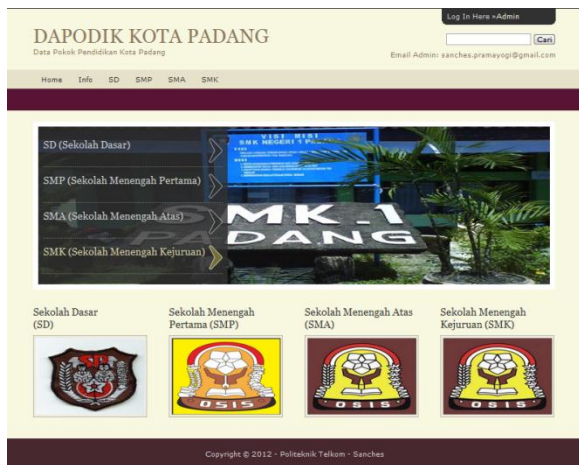 Log In Here »Admin
DAPODIK KOTA PADANG
Data Pokok Pendidikan Kota Padang
Cari
Email Admin: sanches.pramayogi@gmail.com
Home Info SD SMP SMA SMK
SD (Sekolah Dasar)
SMP (Sekolah Menengah Pertama)
SMA (Sekolah Menengah Atas)
SMK (Sekolah Menengah Kejuruan)
VISI MISI
SMK NEGERI 1
SMK.1
PADANG
Sekolah Dasar
(SD)
Sekolah Menengah
Pertama (SMP)
Sekolah Menengah Atas
(SMA)
Sekolah Menengah
Kejuruan (SMK)
SD
OSIS
OSIS
OSIS
Copyright © 2012 - Politeknik Telkom - Sanches